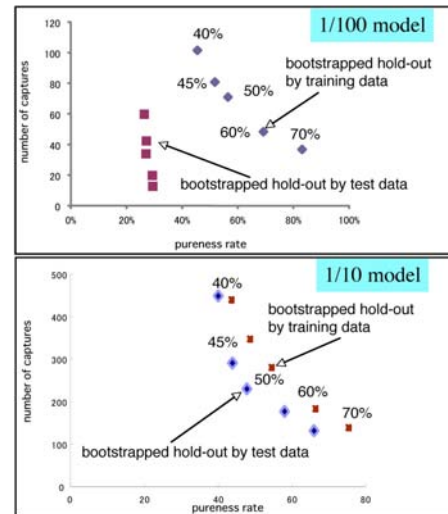 1/100 model
120
100
80
60
40
20
0
number of captures
40%
45%
50%
60%
70%
bootstrapped hold-out
by training data
bootstrapped hold-out by test data
0%
20%
40%
60%
80%
100%
pureness rate
1/10 model
500
400
300
200
100
0
number of captures
40%
45%
50%
60%
70%
bootstrapped hold-out
by training data
bootstrapped hold-out by test data
0
20
40
60
80
pureness rate